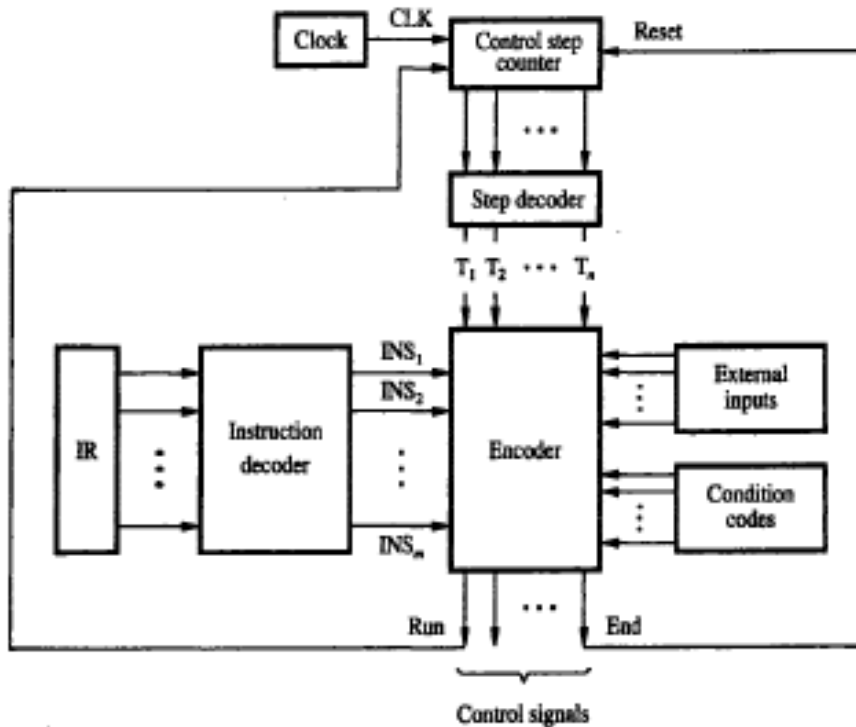 CLK
Clock
Control step
counter
Reset
...
Step decoder
T₁ T₂ ... Tₙ
IR
Instruction
decoder
INS₁
INS₂
INSₘ
Encoder
External
inputs
Condition
codes
Run
...
End
Control signals